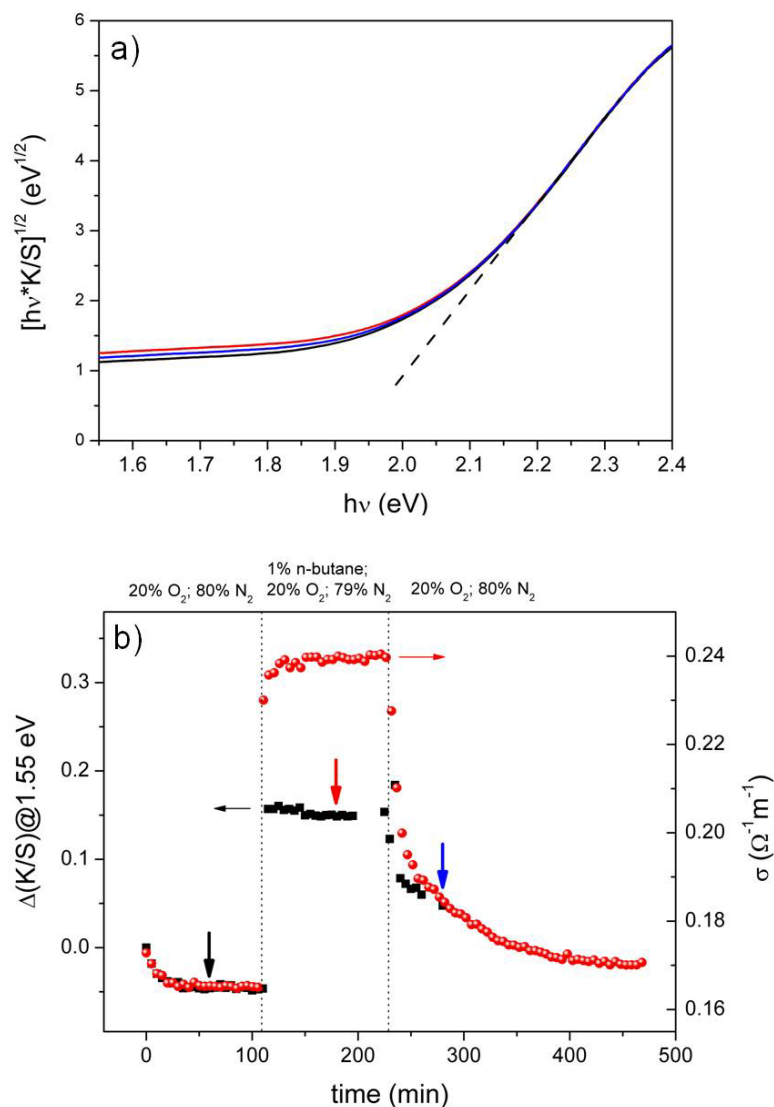 a)
6
5
4
3
2
1
0
[hν*K/S]^1/2 (eV^1/2)
1.6 1.7 1.8 1.9 2.0 2.1 2.2 2.3 2.4
hν (eV)
1% n-butane;
20% O₂; 80% N₂ 20% O₂; 79% N₂ 20% O₂; 80% N₂
b)
0.3
0.2
0.1
0.0
Δ(K/S)@1.55 eV
0.24
0.22
0.20
0.18
0.16
σ (Ω⁻¹m⁻¹)
0 100 200 300 400 500
time (min)